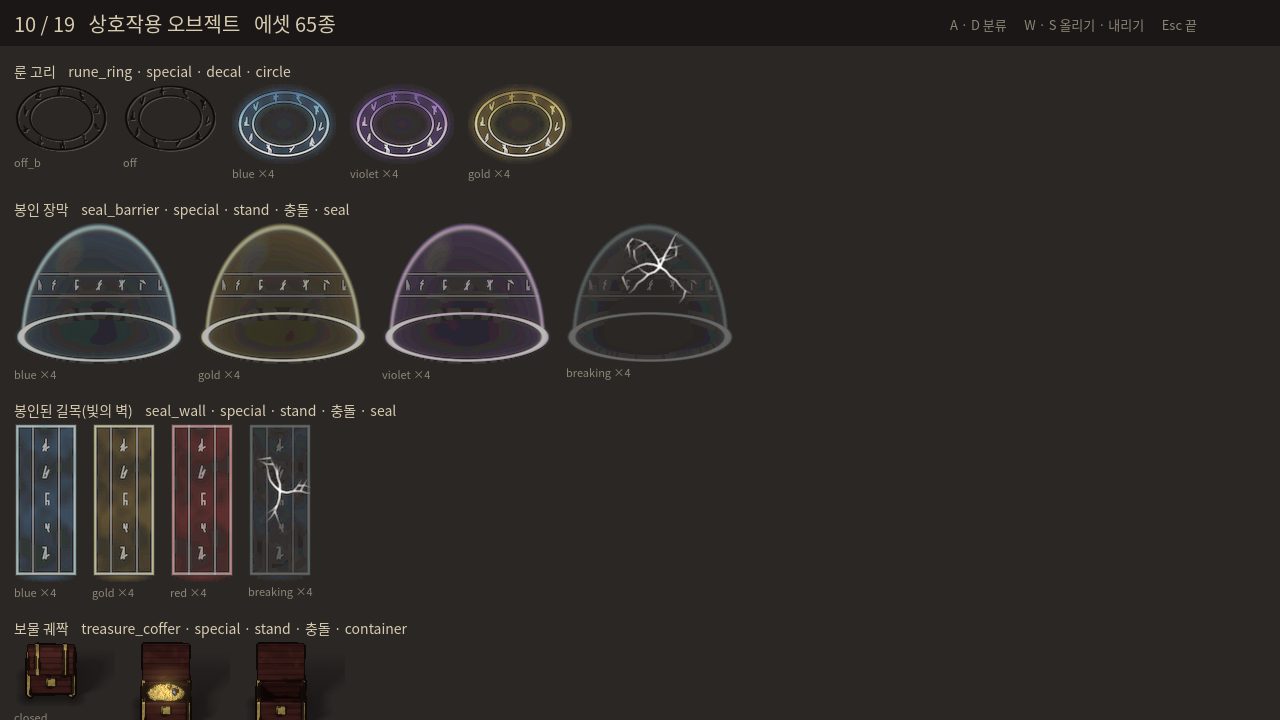 10 / 19 상호작용 오브젝트 에셋 65종
A · D 분류 W · S 올리기 · 내리기 Esc 끝
룬 고리 rune_ring · special · decal · circle
off_b off blue ×4 violet ×4 gold ×4
봉인 장막 seal_barrier · special · stand · 충돌 · seal
blue ×4 gold ×4 violet ×4 breaking ×4
봉인된 길목(빛의 벽) seal_wall · special · stand · 충돌 · seal
blue ×4 gold ×4 red ×4 breaking ×4
보물 궤짝 treasure_coffer · special · stand · 충돌 · container
closed